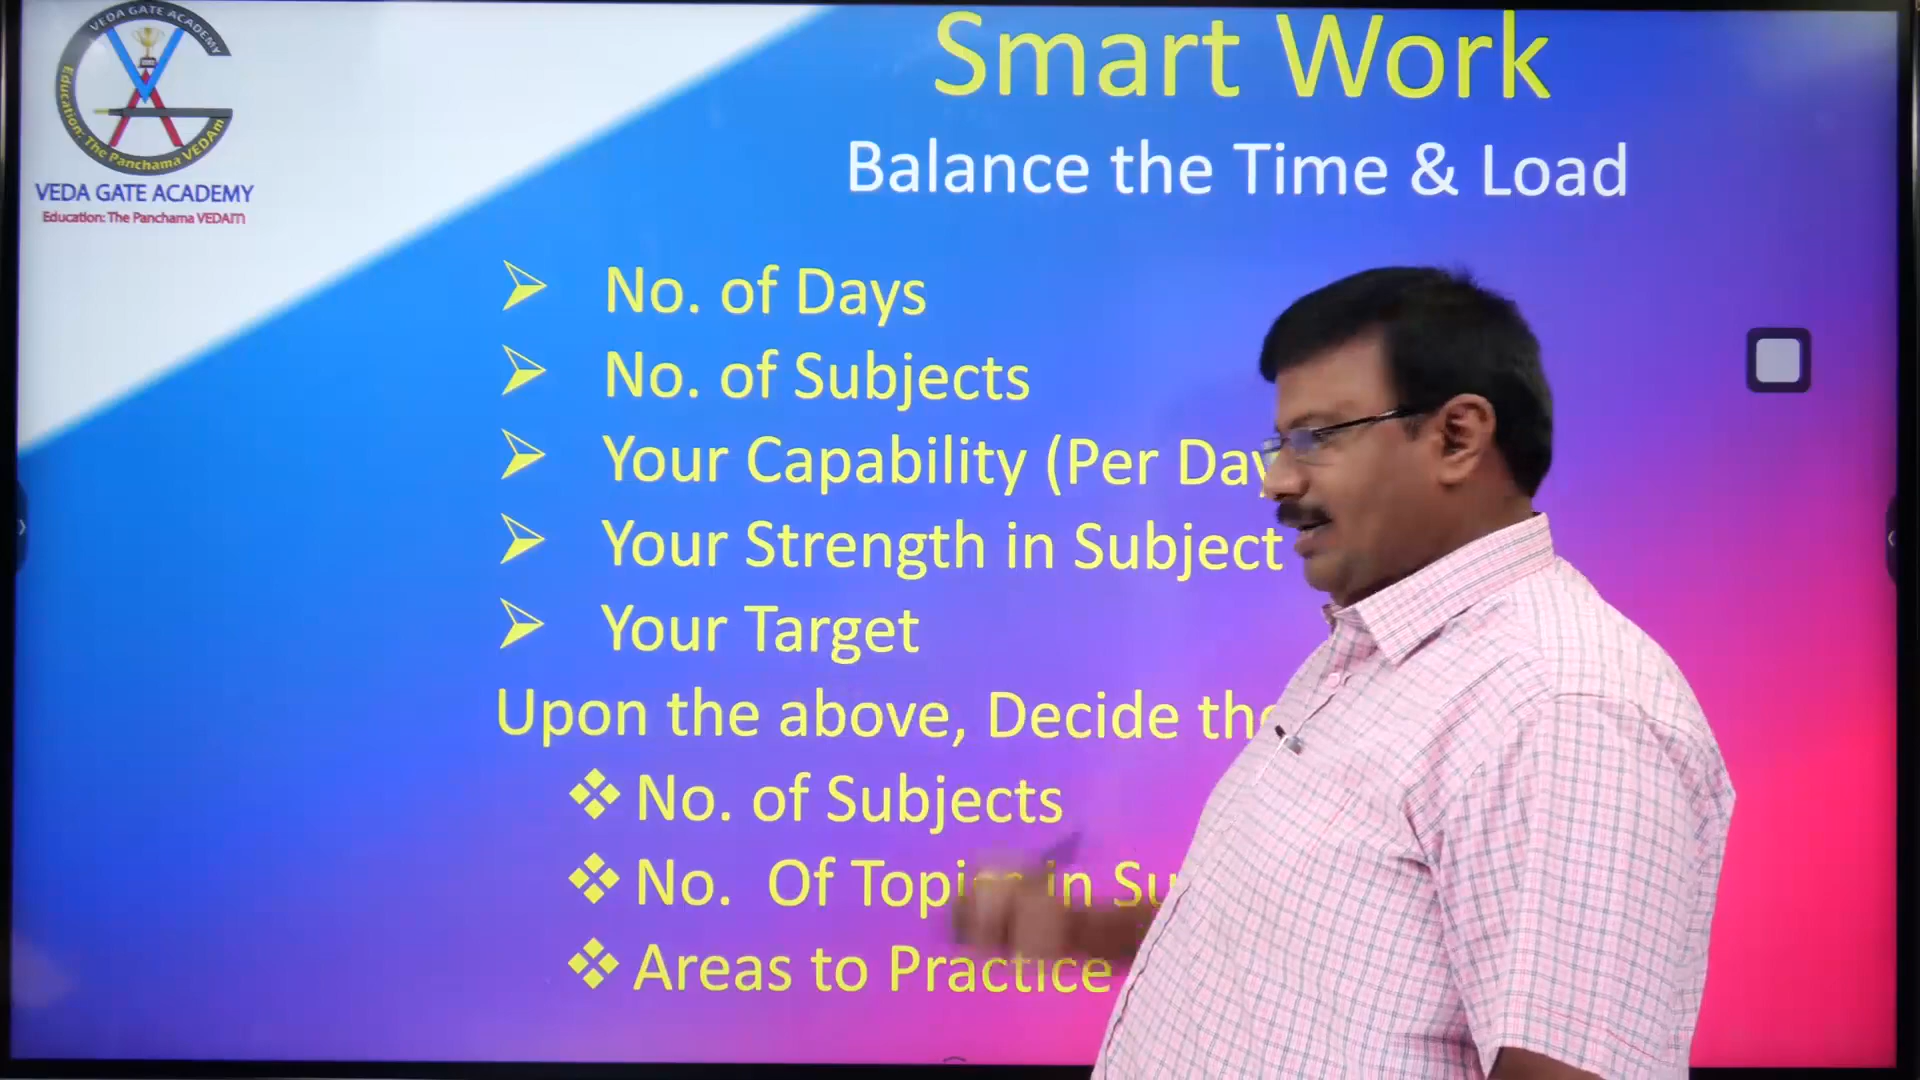 VEDA GATE ACADEMY
Education: The Panchama VEDAm
VEDA GATE ACADEMY
Education: The Panchama VEDAm
Smart Work
Balance the Time & Load
➢ No. of Days
➢ No. of Subjects
➢ Your Capability (Per Day
➢ Your Strength in Subject
➢ Your Target
Upon the above, Decide the
❖ No. of Subjects
❖ No. Of Topics in
❖ Areas to Practice